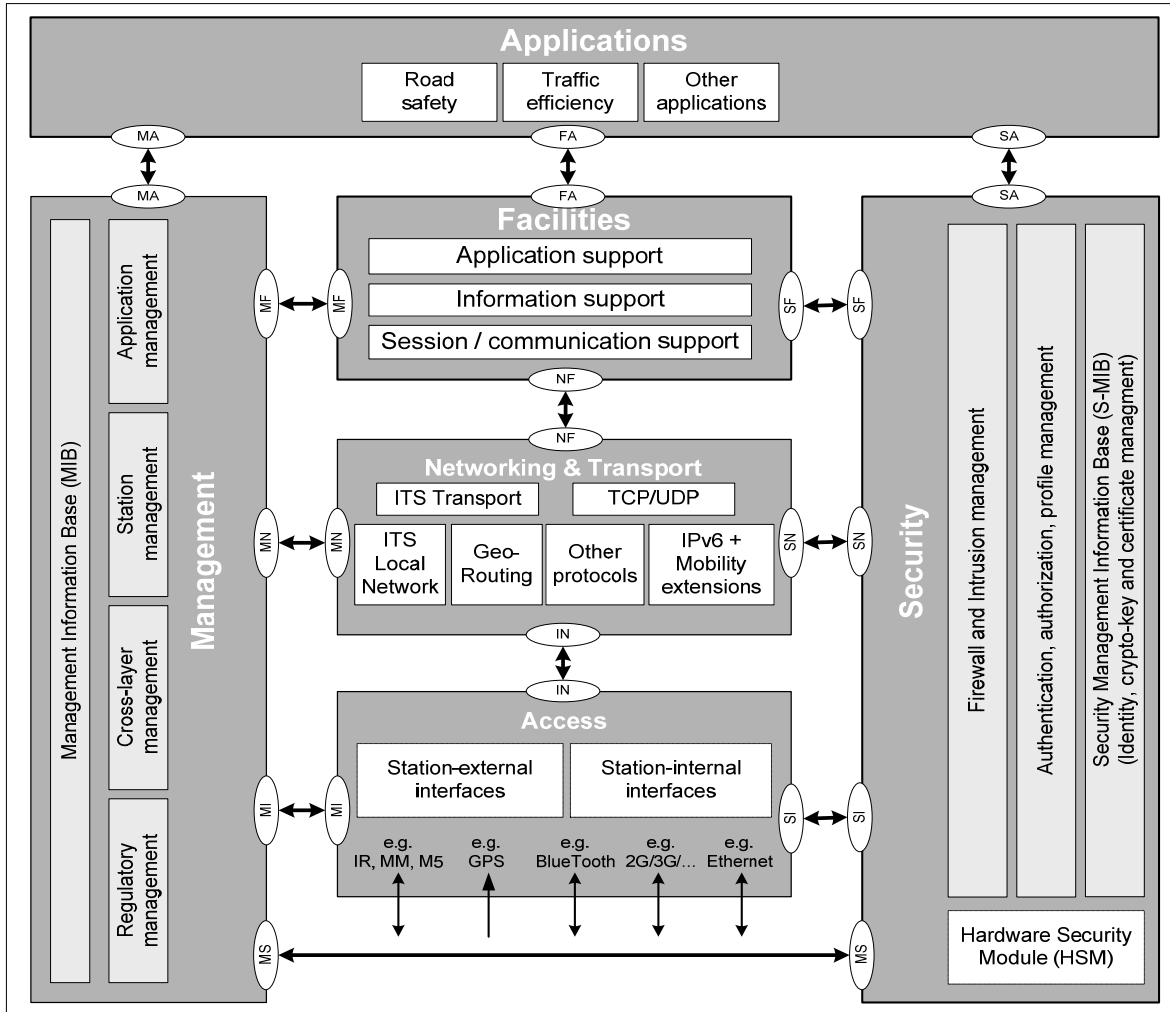 Applications
Road
safety
Traffic
efficiency
Other
applications
MA
FA
SA
MA
FA
SA
Management Information Base (MIB)
Application
management
Station
management
Cross-layer
management
Regulatory
management
Management
MF
MF
MN
MN
MI
MI
MS
Facilities
Application support
Information support
Session / communication support
NF
NF
Networking & Transport
ITS Transport
TCP/UDP
ITS
Local
Network
Geo-
Routing
Other
protocols
IPv6 +
Mobility
extensions
IN
IN
Access
Station-external
interfaces
Station-internal
interfaces
e.g.
IR, MM, M5
e.g.
GPS
e.g.
BlueTooth
e.g.
2G/3G/...
e.g.
Ethernet
SF
SF
SN
SN
SI
SI
MS
Security
Firewall and Intrusion management
Authentication, authorization, profile management
Security Management Information Base (S-MIB)
(Identity, crypto-key and certificate managment)
Hardware Security
Module (HSM)